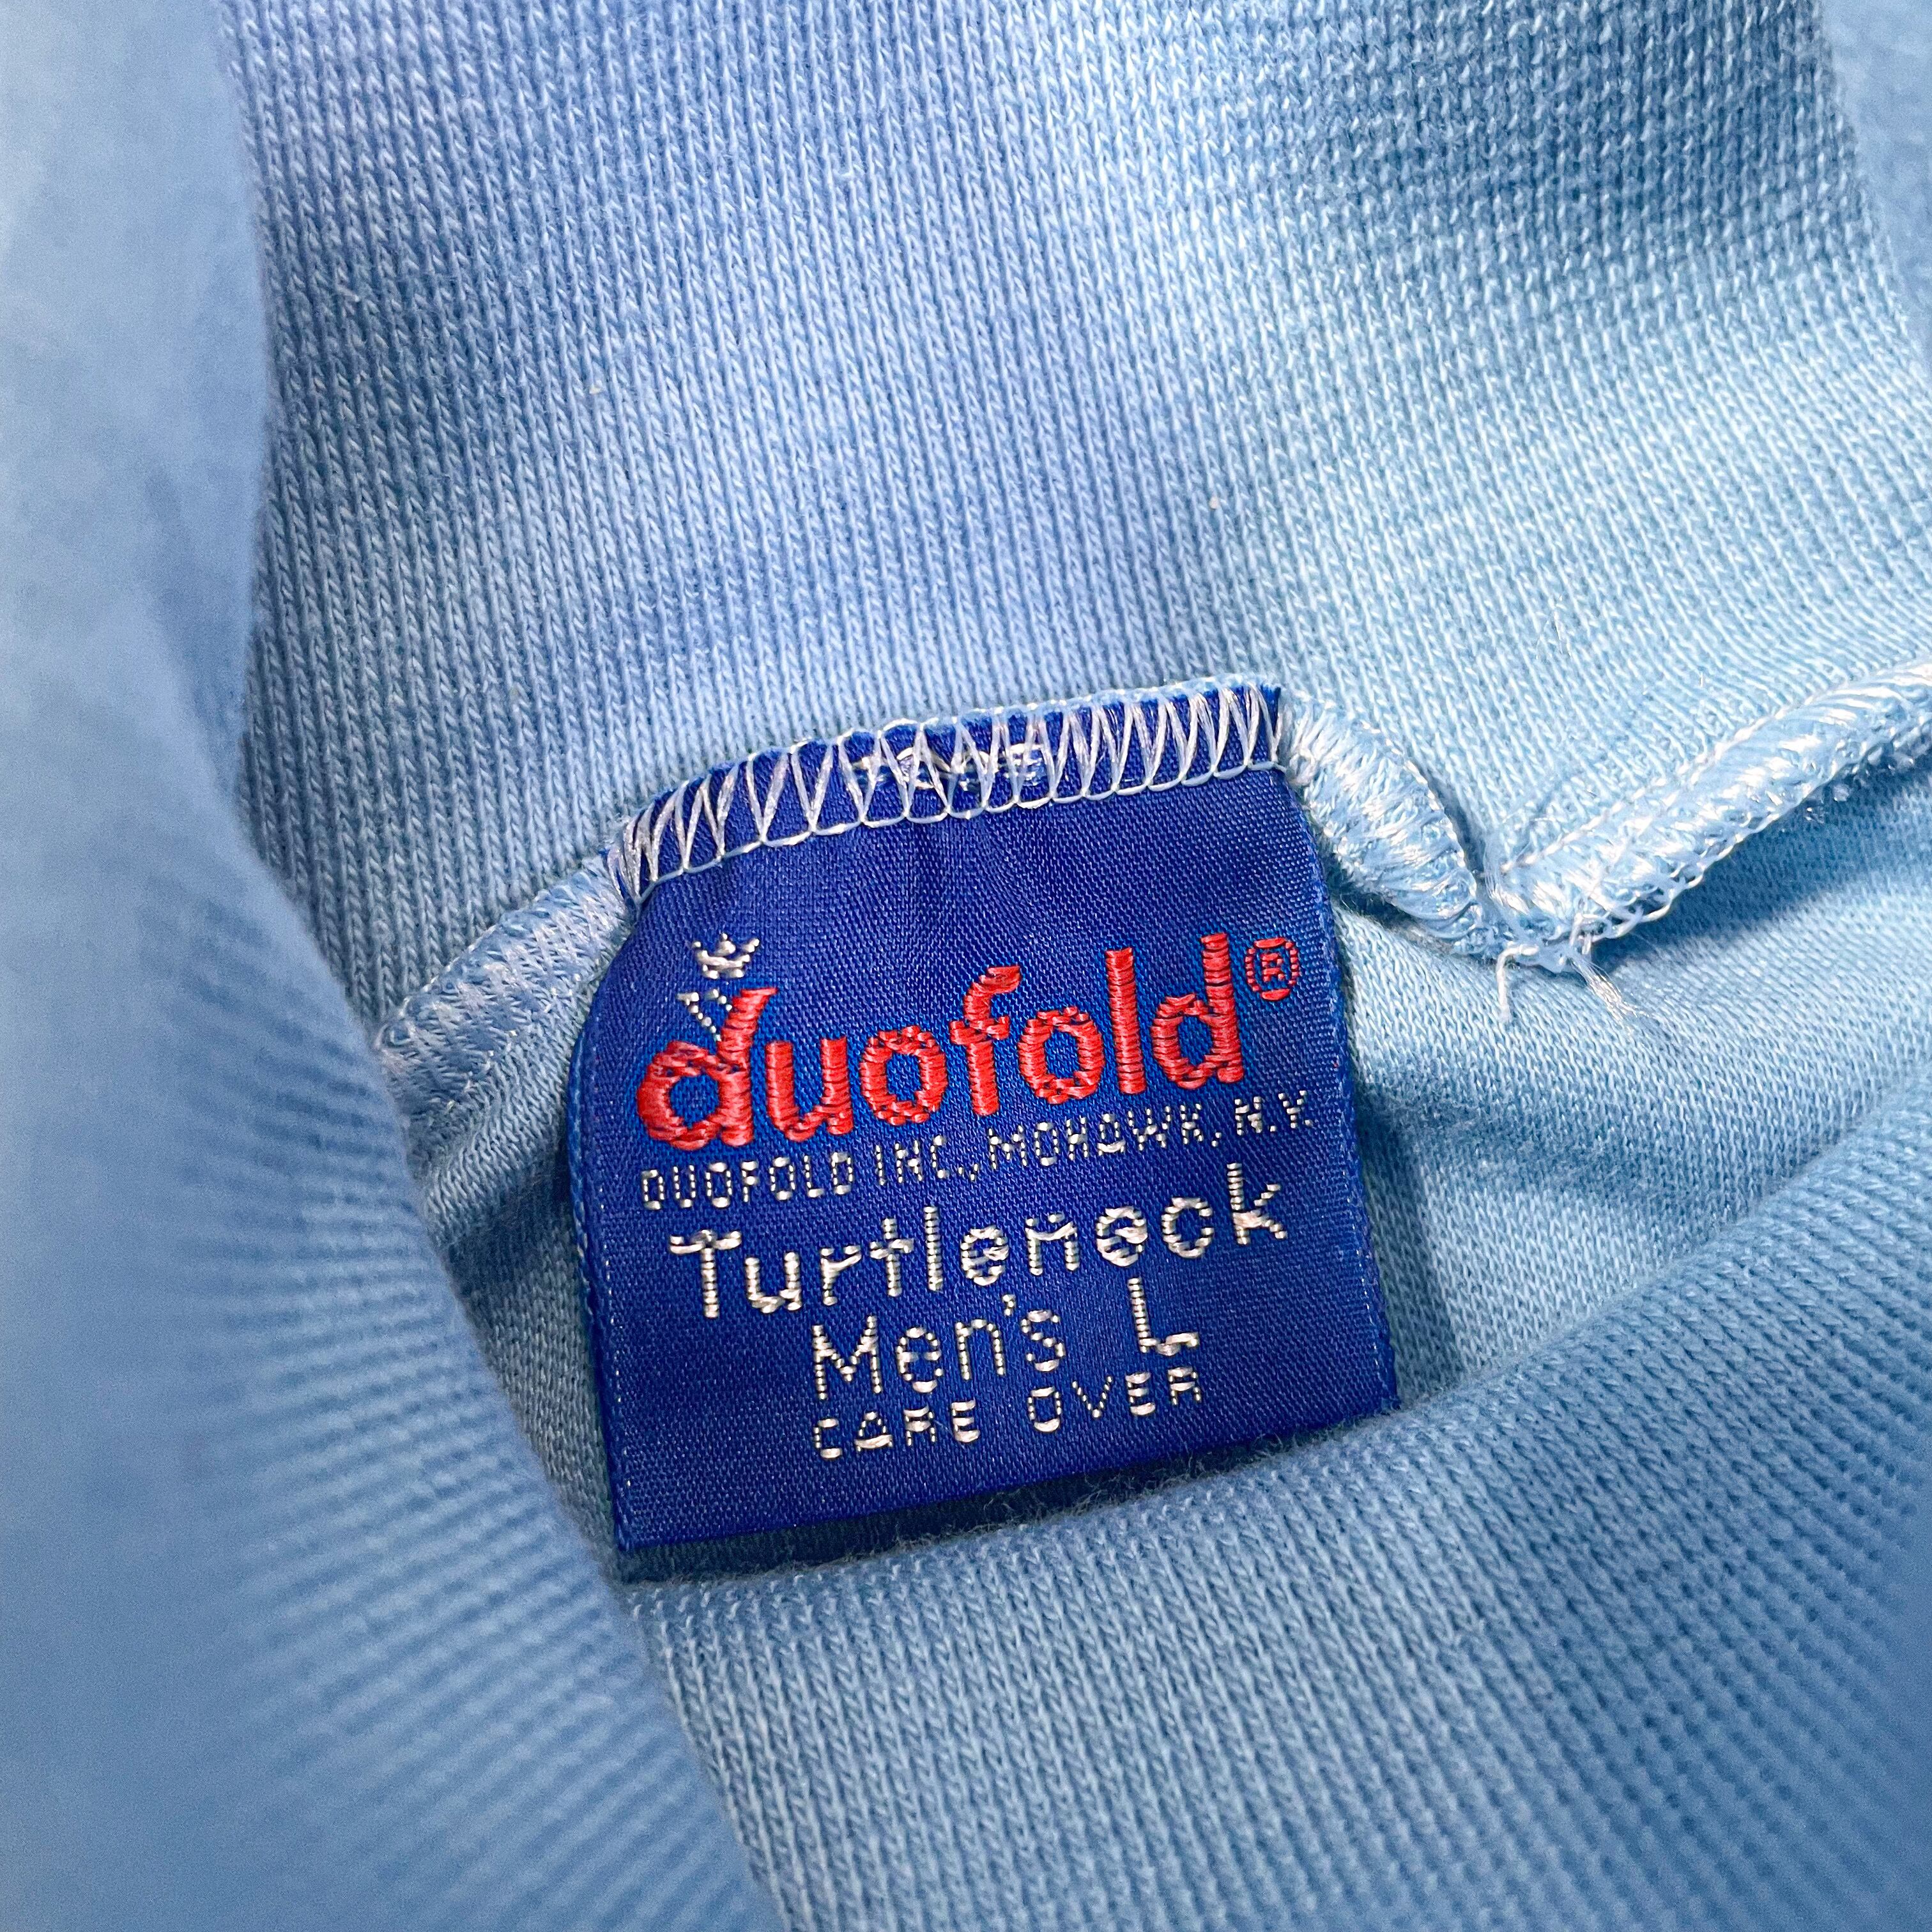 duofold®
DUOFOLD INC., MOHAWK, N.Y.
Turtleneck
Men's L
CARE OVER